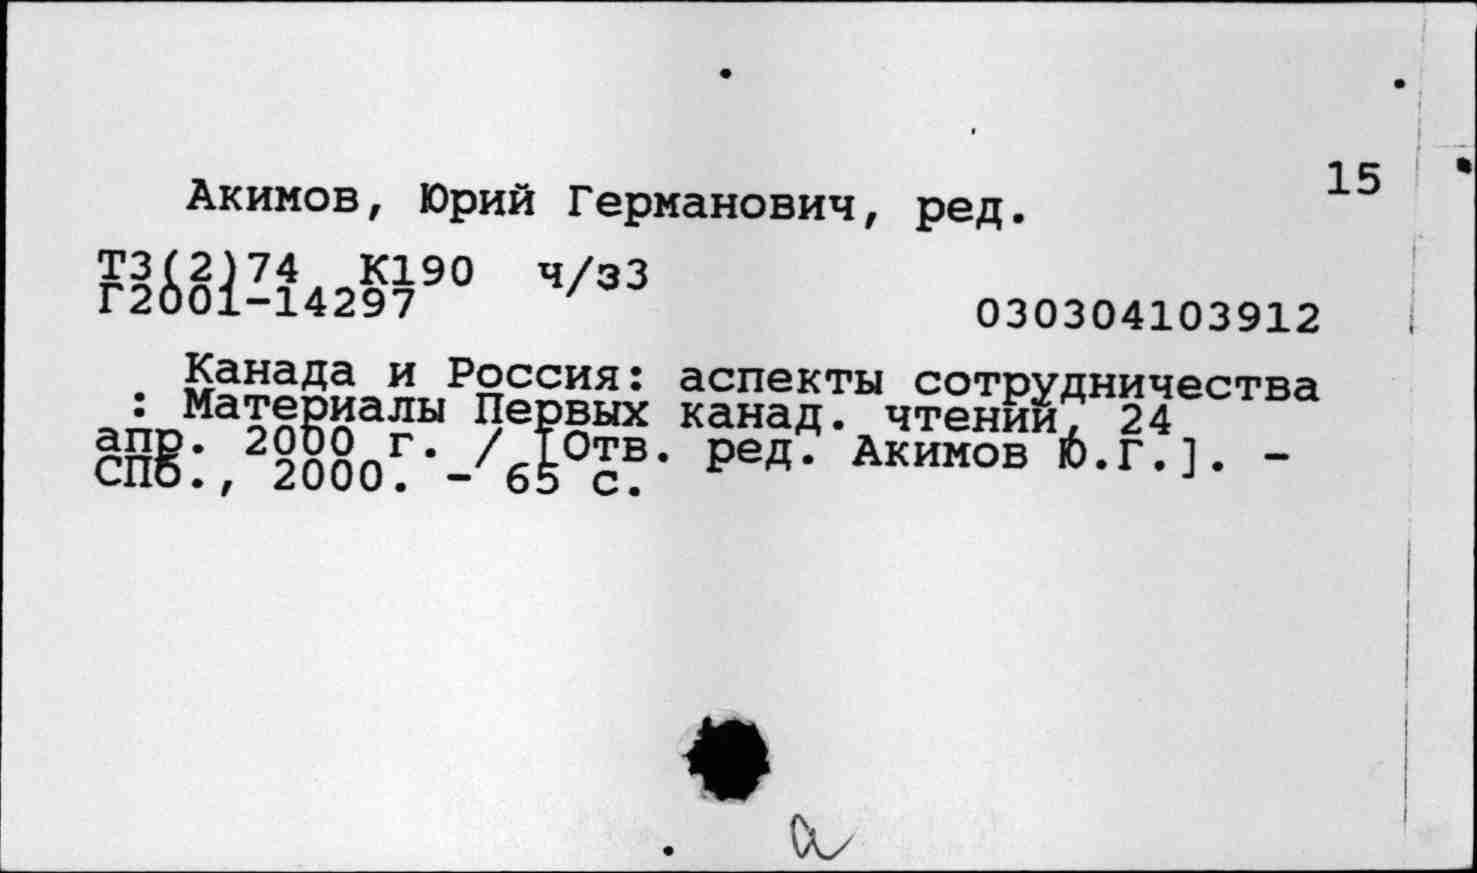 15
Акимов, Юрий Германович, ред.
Т3(2)74 К190 ч/з3
Г2001-14297
030304103912
Канада и Россия: аспекты сотрудничества
: Материалы Первых канад. чтений, 24
апр. 2000 г. / [Отв. ред. Акимов Ю.Г.]. -
СПб., 2000. - 65 с.